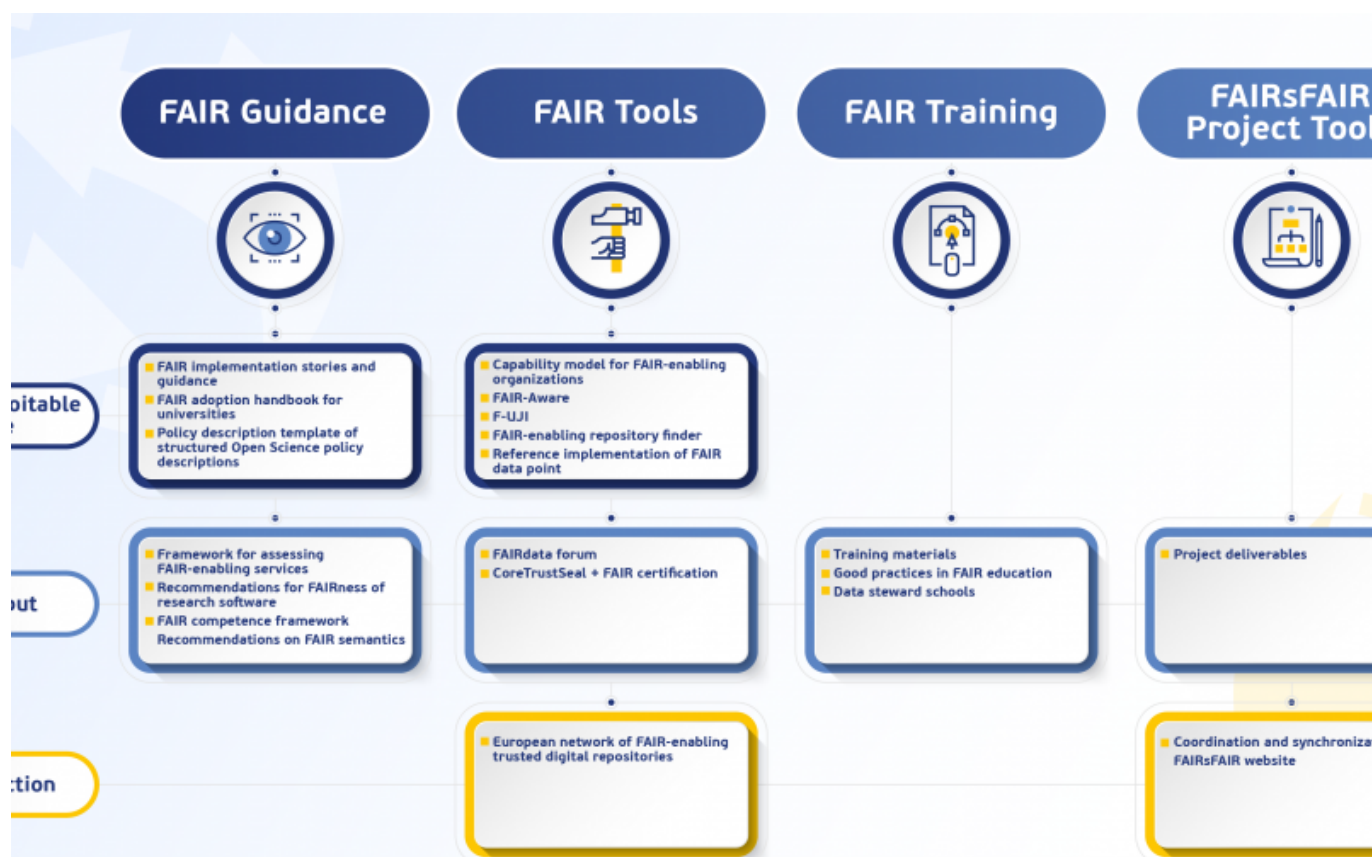 FAIR Guidance
FAIR Tools
FAIR Training
FAIRsFAIR
Project
oitable
FAIR implementation stories and
guidance
FAIR adoption handbook for
universities
Policy description template of
structured Open Science policy
descriptions
Capability model for FAIR-enabling
organizations
FAIR-Aware
F-UJI
FAIR-enabling repository finder
Reference implementation of FAIR
data point
out
Framework for assessing
FAIR-enabling services
Recommendations for FAIRness of
research software
FAIR competence framework
Recommendations on FAIR semantics
FAIRdata forum
CoreTrustSeal + FAIR certification
Training materials
Good practices in FAIR education
Data steward schools
Project deliverables
ction
European network of FAIR-enabling
trusted digital repositories
Coordination and synchroniza
FAIRsFAIR website